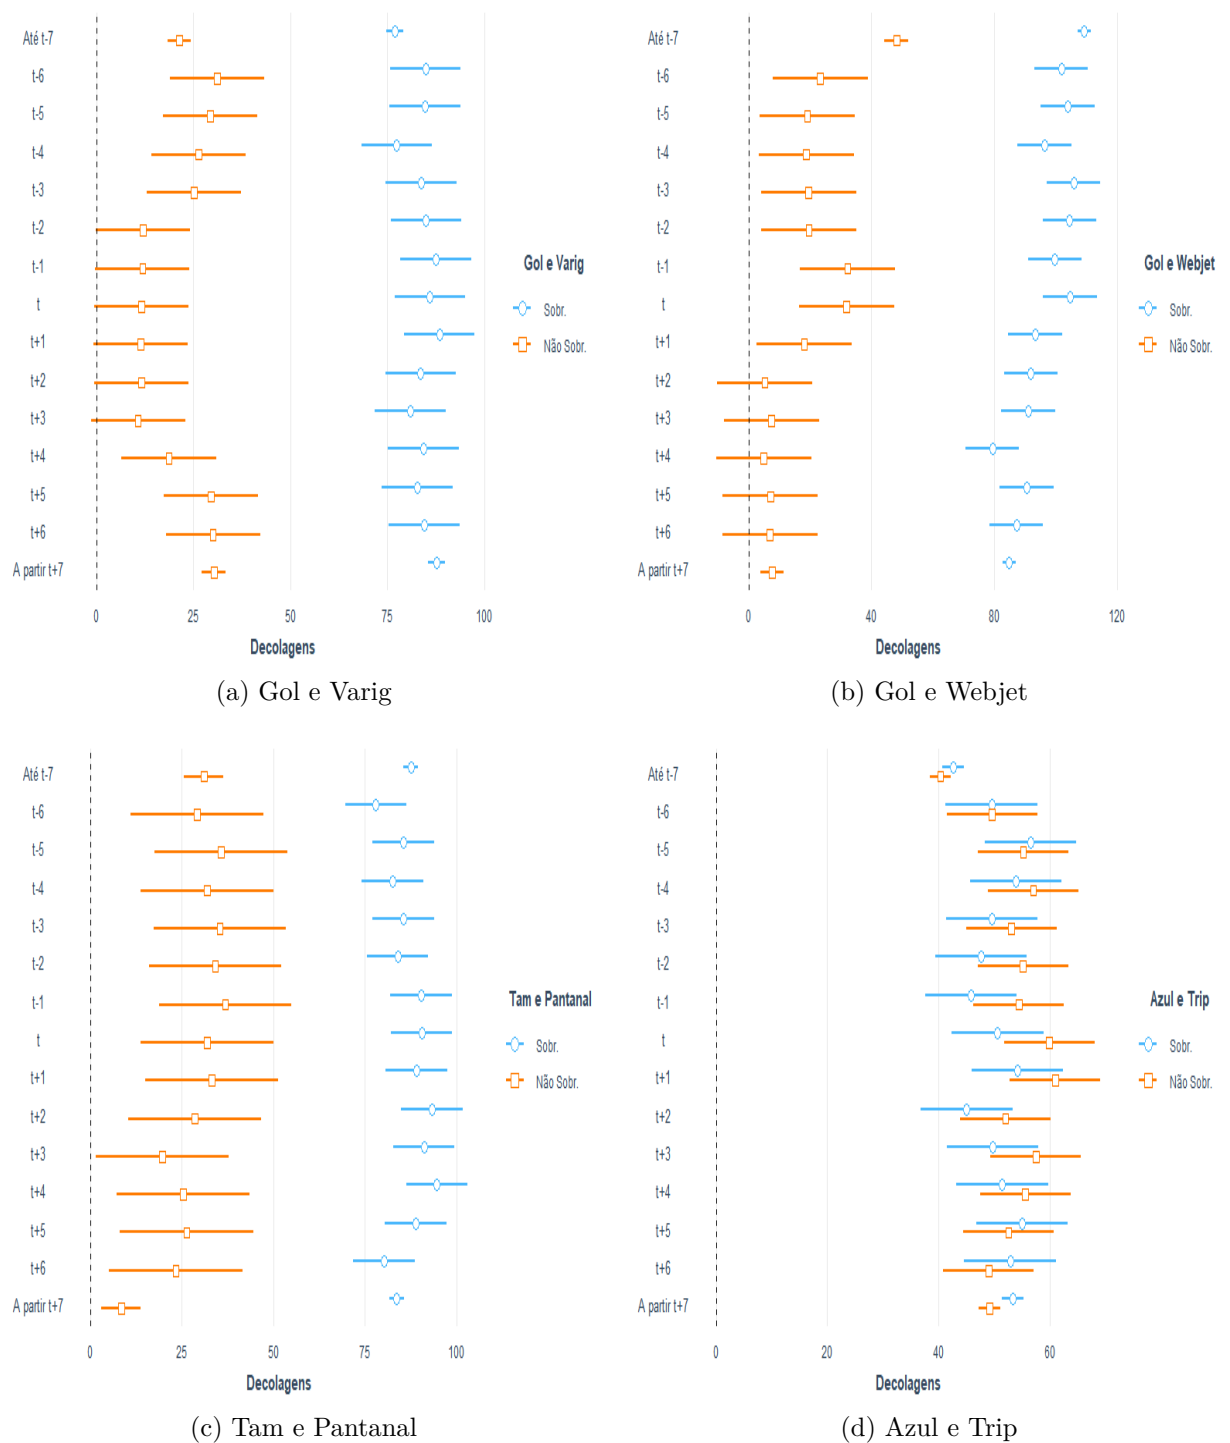 Até t-7
t-6
t-5
t-4
t-3
t-2
t-1
t
t+1
t+2
t+3
t+4
t+5
t+6
A partir t+7
0 25 50 75 100
Decolagens
Gol e Varig
Sobr.
Não Sobr.
(a) Gol e Varig
Até t-7
t-6
t-5
t-4
t-3
t-2
t-1
t
t+1
t+2
t+3
t+4
t+5
t+6
A partir t+7
0 40 80 120
Decolagens
Gol e Webjet
Sobr.
Não Sobr.
(b) Gol e Webjet
Até t-7
t-6
t-5
t-4
t-3
t-2
t-1
t
t+1
t+2
t+3
t+4
t+5
t+6
A partir t+7
0 25 50 75 100
Decolagens
Tam e Pantanal
Sobr.
Não Sobr.
(c) Tam e Pantanal
Até t-7
t-6
t-5
t-4
t-3
t-2
t-1
t
t+1
t+2
t+3
t+4
t+5
t+6
A partir t+7
0 20 40 60
Decolagens
Azul e Trip
Sobr.
Não Sobr.
(d) Azul e Trip